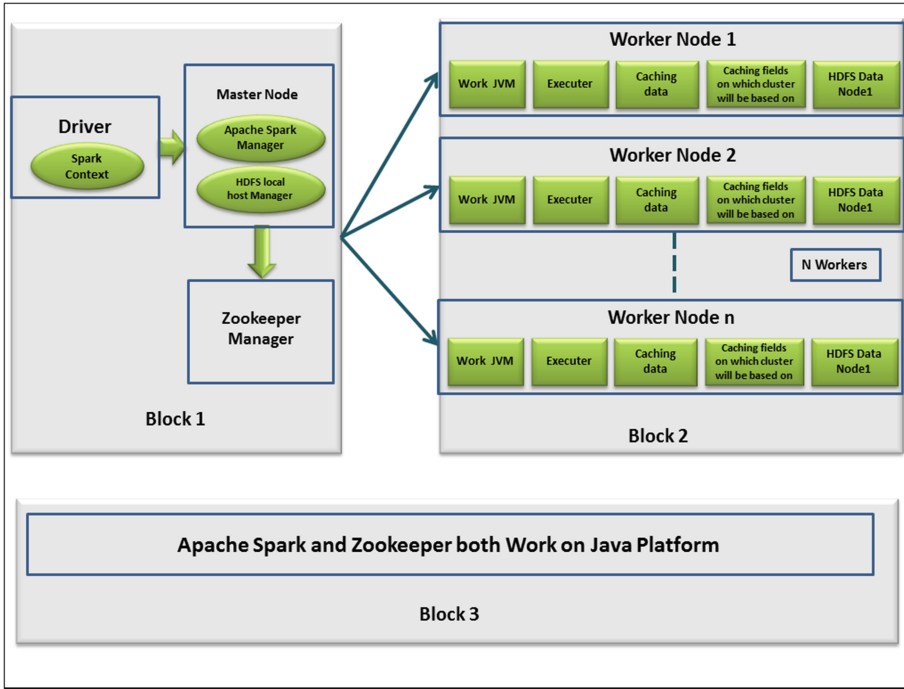 Driver
Spark
Context
Master Node
Apache Spark
Manager
HDFS local
host Manager
Zookeeper
Manager
Block 1
Worker Node 1
Work JVM
Executer
Caching
data
Caching fields
on which cluster
will be based on
HDFS Data
Node1
Worker Node 2
Work JVM
Executer
Caching
data
Caching fields
on which cluster
will be based on
HDFS Data
Node1
N Workers
Worker Node n
Work JVM
Executer
Caching
data
Caching fields
on which cluster
will be based on
HDFS Data
Node1
Block 2
Apache Spark and Zookeeper both Work on Java Platform
Block 3